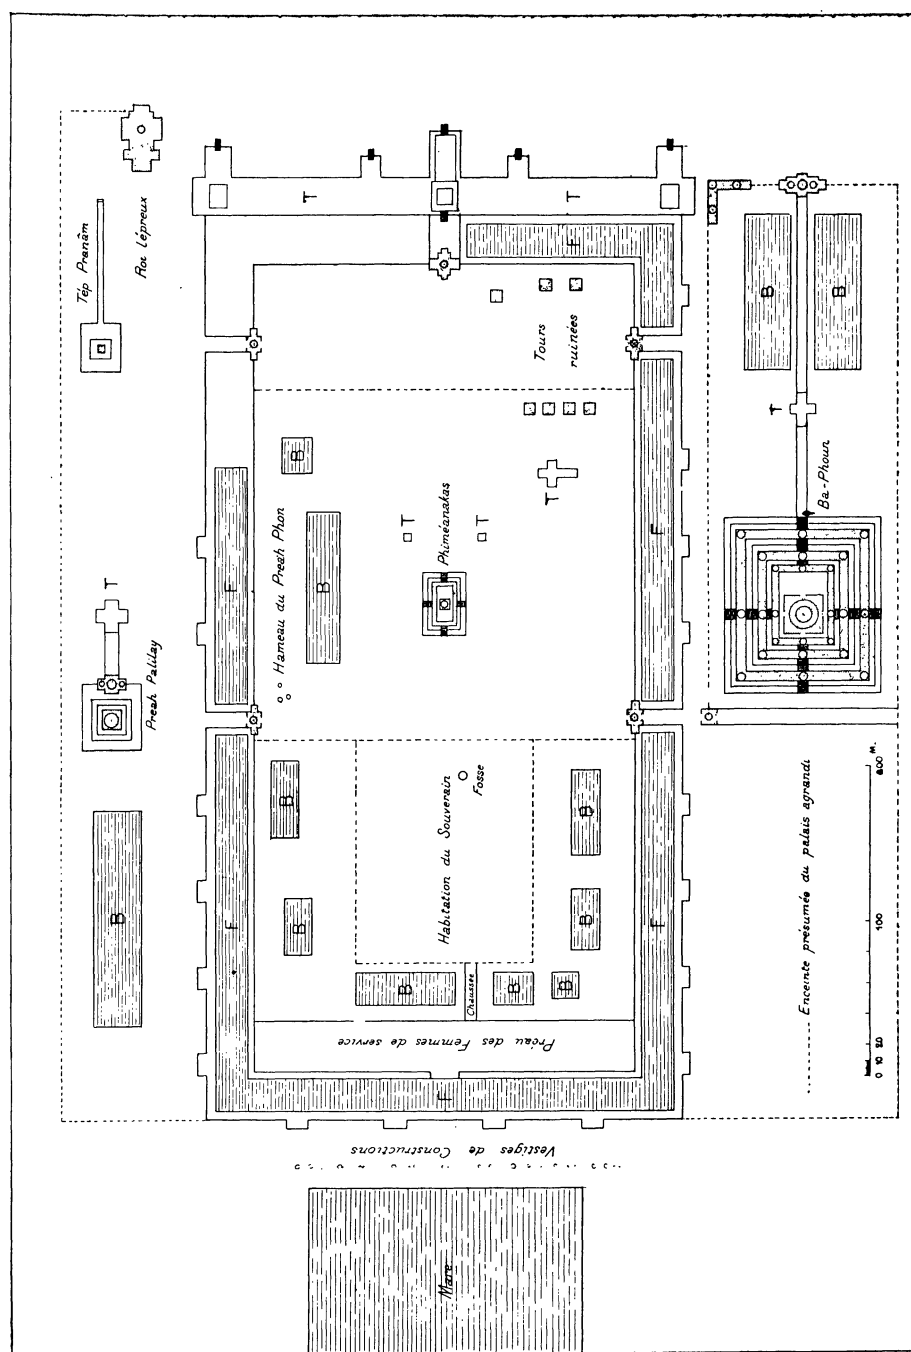 Tép Pranâm
Roi lépreux
T
T
F
Tours
ruinées
B
B
T
Ba-Phoun
B
Hameau du Preah Phon
B
F
T
T
Phiméanakas
T
F
T
Preah Palilay
B
F
B
B
Habitation du Souverain
Fosse
B
B
F
B
Chaussée
B
B
Préau des Femmes de service
F
Enceinte présumée du palais agrandi
0 10 20
100
200 M.
Vestiges de Constructions
Mare